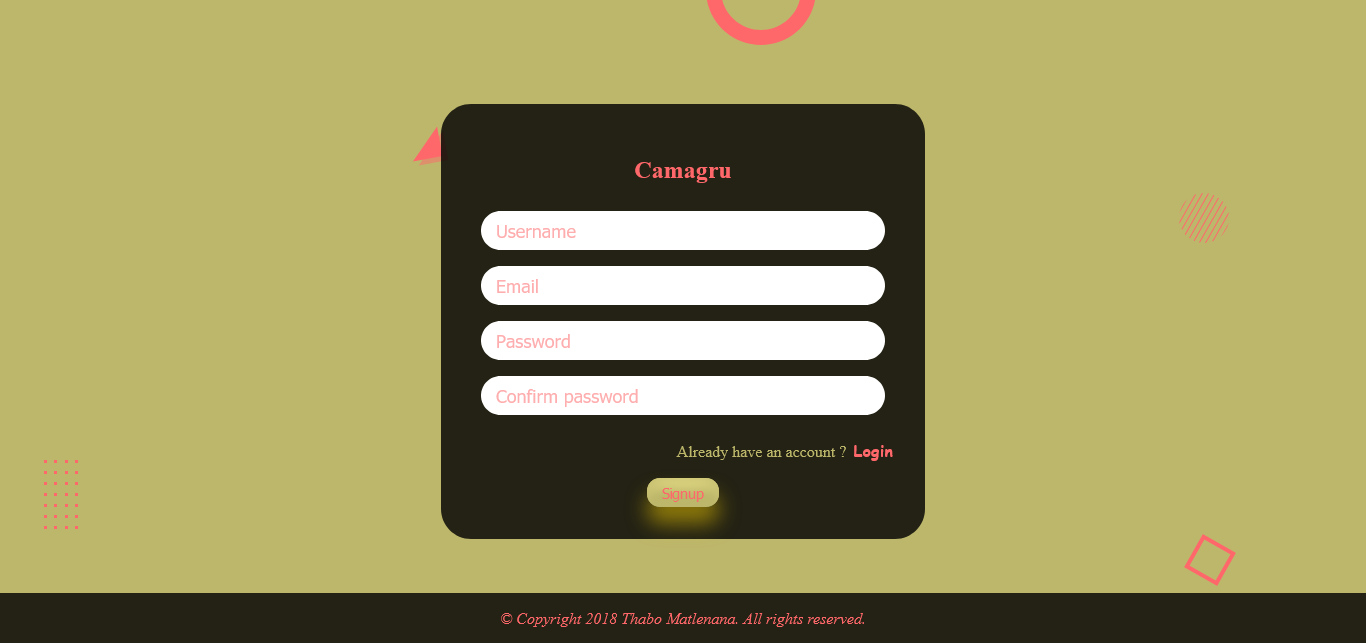 Camagru
Username
Email
Password
Confirm password
Already have an account ? Login
Signup
© Copyright 2018 Thabo Matlenana. All rights reserved.